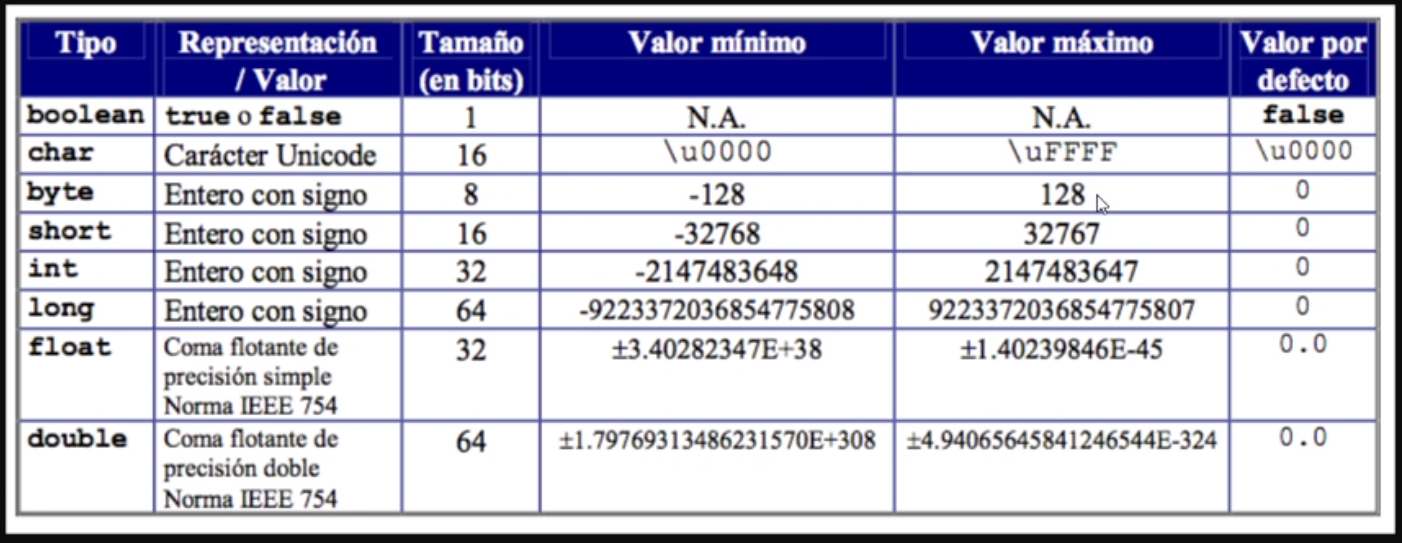 Tipo Representación / Valor Tamaño (en bits) Valor mínimo Valor máximo Valor por defecto
boolean true o false 1 N.A. N.A. false
char Carácter Unicode 16 \u0000 \uFFFF \u0000
byte Entero con signo 8 -128 128 0
short Entero con signo 16 -32768 32767 0
int Entero con signo 32 -2147483648 2147483647 0
long Entero con signo 64 -9223372036854775808 9223372036854775807 0
float Coma flotante de precisión simple Norma IEEE 754 32 ±3.40282347E+38 ±1.40239846E-45 0.0
double Coma flotante de precisión doble Norma IEEE 754 64 ±1.79769313486231570E+308 ±4.94065645841246544E-324 0.0